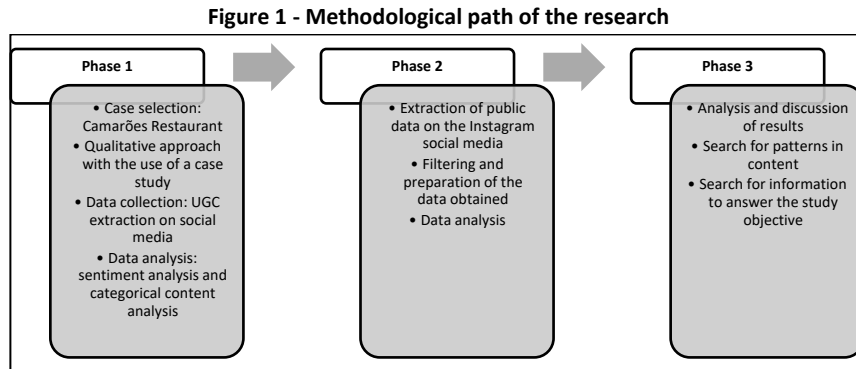 Figure 1 - Methodological path of the research
Phase 1
• Case selection:
Camarões Restaurant
• Qualitative approach
with the use of a case
study
• Data collection: UGC
extraction on social
media
• Data analysis:
sentiment analysis and
categorical content
analysis
Phase 2
• Extraction of public
data on the Instagram
social media
• Filtering and
preparation of the
data obtained
• Data analysis
Phase 3
• Analysis and discussion
of results
• Search for patterns in
content
• Search for information
to answer the study
objective